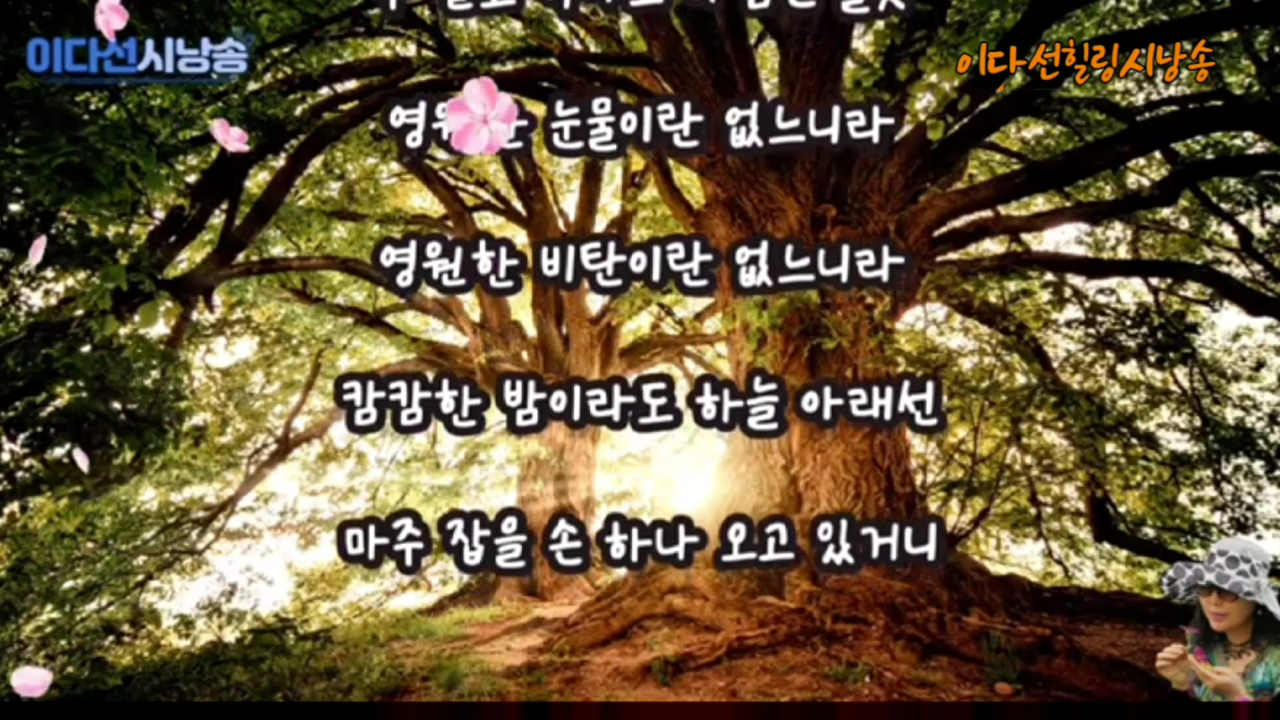 이다선시낭송
이다선힐링시낭송
영원한 눈물이란 없느니라
영원한 비탄이란 없느니라
캄캄한 밤이라도 하늘 아래선
마주 잡을 손 하나 오고 있거니